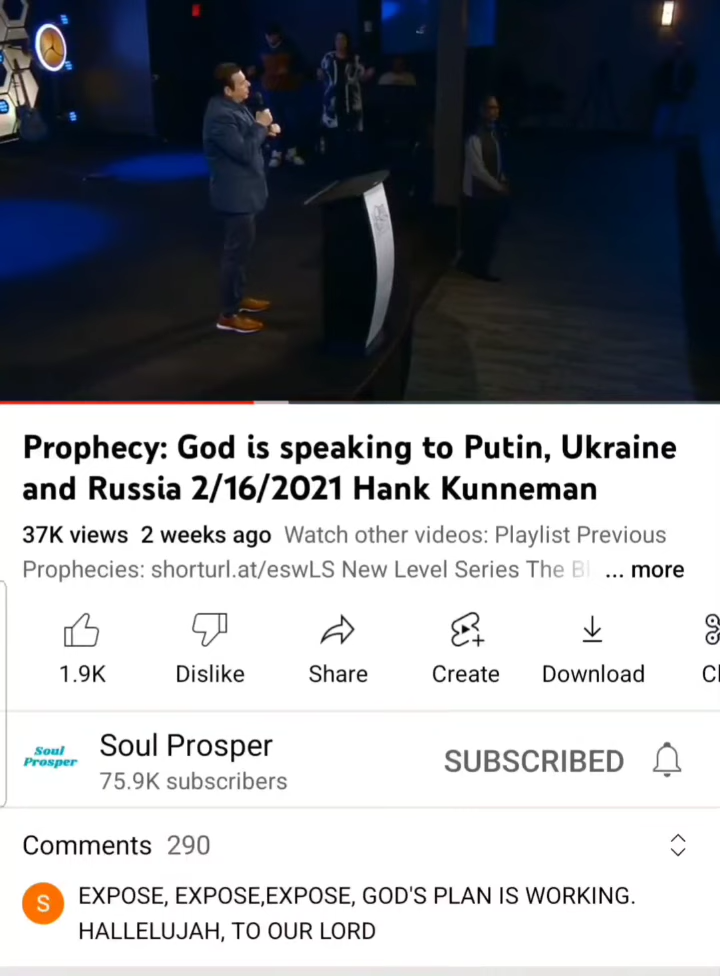 Prophecy: God is speaking to Putin, Ukraine
and Russia 2/16/2021 Hank Kunneman
37K views 2 weeks ago Watch other videos: Playlist Previous
Prophecies: shorturl.at/eswLS New Level Series The ... more
1.9K
Dislike
Share
Create
Download
Soul
Prosper
Soul Prosper
75.9K subscribers
SUBSCRIBED
Comments 290
S
EXPOSE, EXPOSE,EXPOSE, GOD'S PLAN IS WORKING.
HALLELUJAH, TO OUR LORD